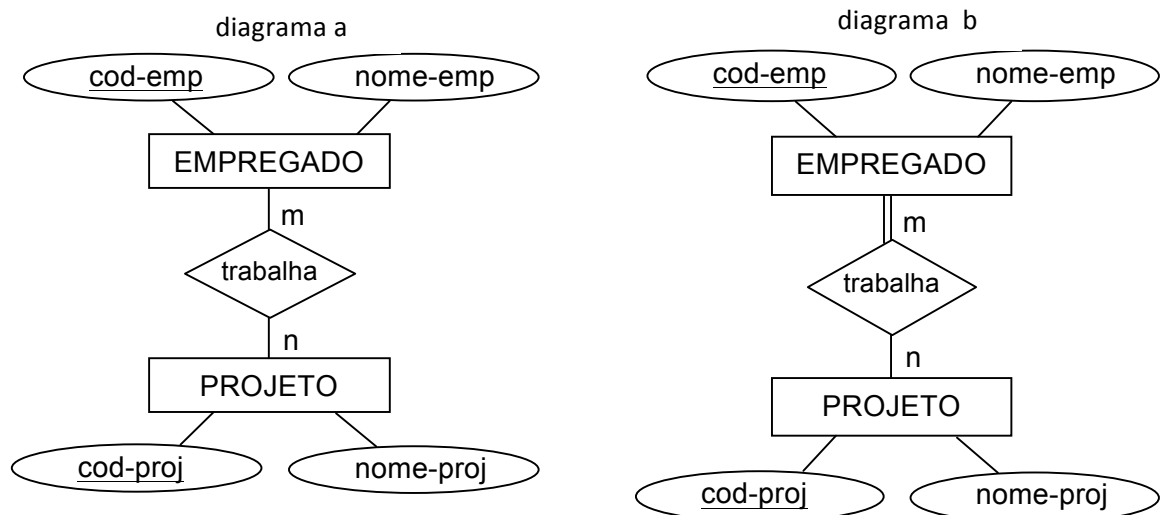 diagrama a
cod-emp nome-emp
EMPREGADO
m
trabalha
n
PROJETO
cod-proj nome-proj
diagrama b
cod-emp nome-emp
EMPREGADO
m
trabalha
n
PROJETO
cod-proj nome-proj